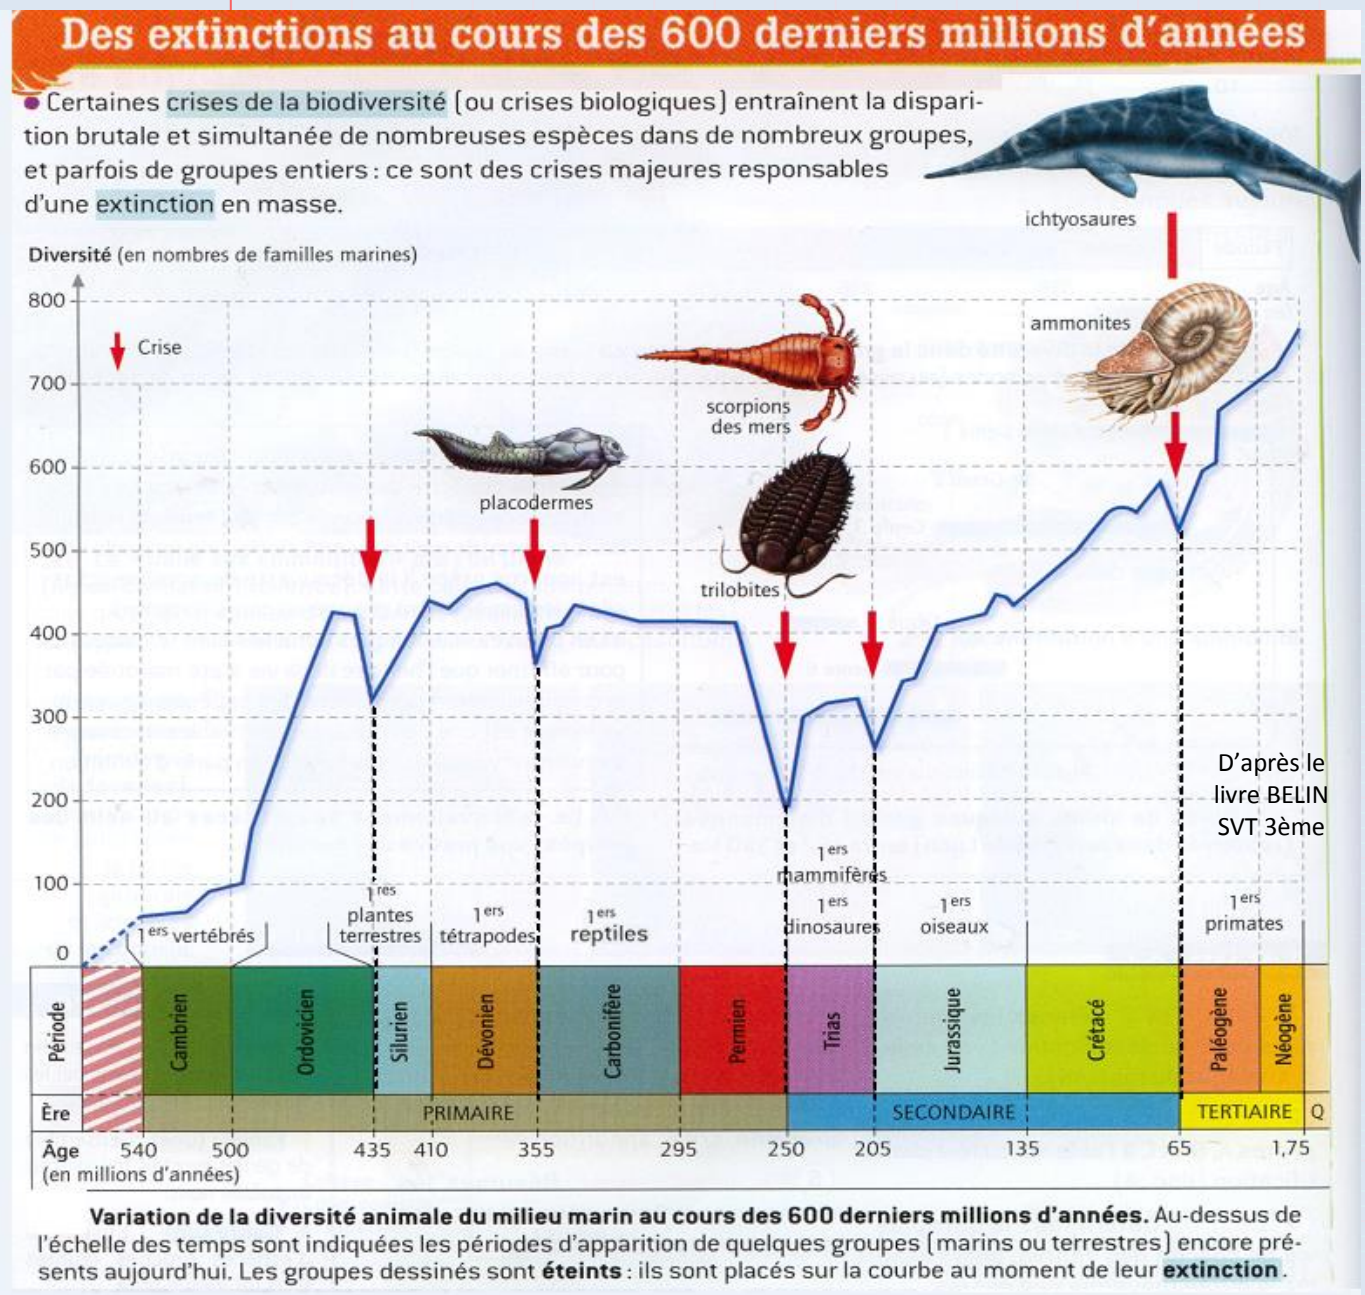 Des extinctions au cours des 600 derniers millions d'années
• Certaines crises de la biodiversité (ou crises biologiques) entraînent la dispari-
tion brutale et simultanée de nombreuses espèces dans de nombreux groupes,
et parfois de groupes entiers : ce sont des crises majeures responsables
d'une extinction en masse.
ichtyosaures
Diversité (en nombres de familles marines)
800
Crise
ammonites
700
scorpions
des mers
600
placodermes
500
trilobites
400
300
D'après le
livre BELIN
SVT 3ème
200
100
0
1ers vertébrés
1res
plantes
terrestres
1ers
tétrapodes
1ers
reptiles
1ers
mammifères
1ers
dinosaures
1ers
oiseaux
1ers
primates
Période
Cambrien
Ordovicien
Silurien
Dévonien
Carbonifère
Permien
Trias
Jurassique
Crétacé
Paléogène
Néogène
Ère
PRIMAIRE
SECONDAIRE
TERTIAIRE
Q
Âge
(en millions d'années)
540 500 435 410 355 295 250 205 135 65 1,75
Variation de la diversité animale du milieu marin au cours des 600 derniers millions d'années. Au-dessus de
l'échelle des temps sont indiquées les périodes d'apparition de quelques groupes (marins ou terrestres) encore pré-
sents aujourd'hui. Les groupes dessinés sont éteints : ils sont placés sur la courbe au moment de leur extinction.